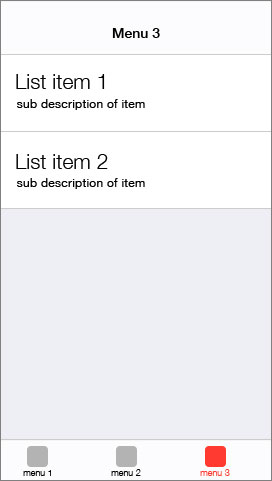 Menu 3
List item 1
sub description of item
List item 2
sub description of item
menu 1 menu 2 menu 3